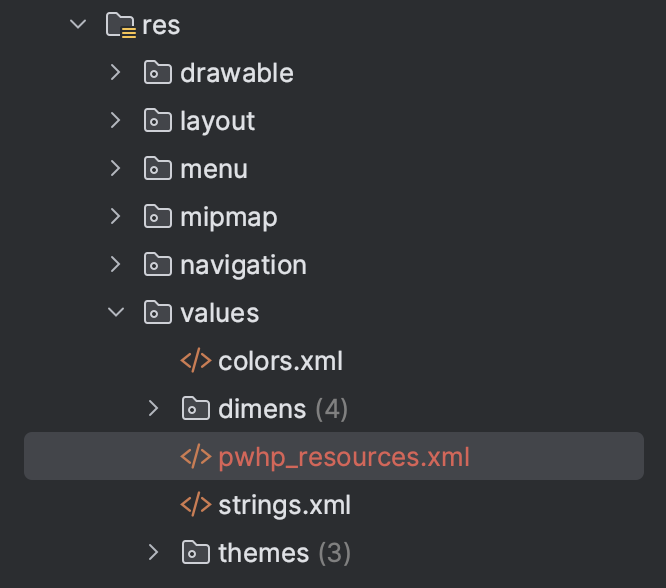 res
drawable
layout
menu
mipmap
navigation
values
</> colors.xml
dimens (4)
</> pwhp_resources.xml
</> strings.xml
themes (3)